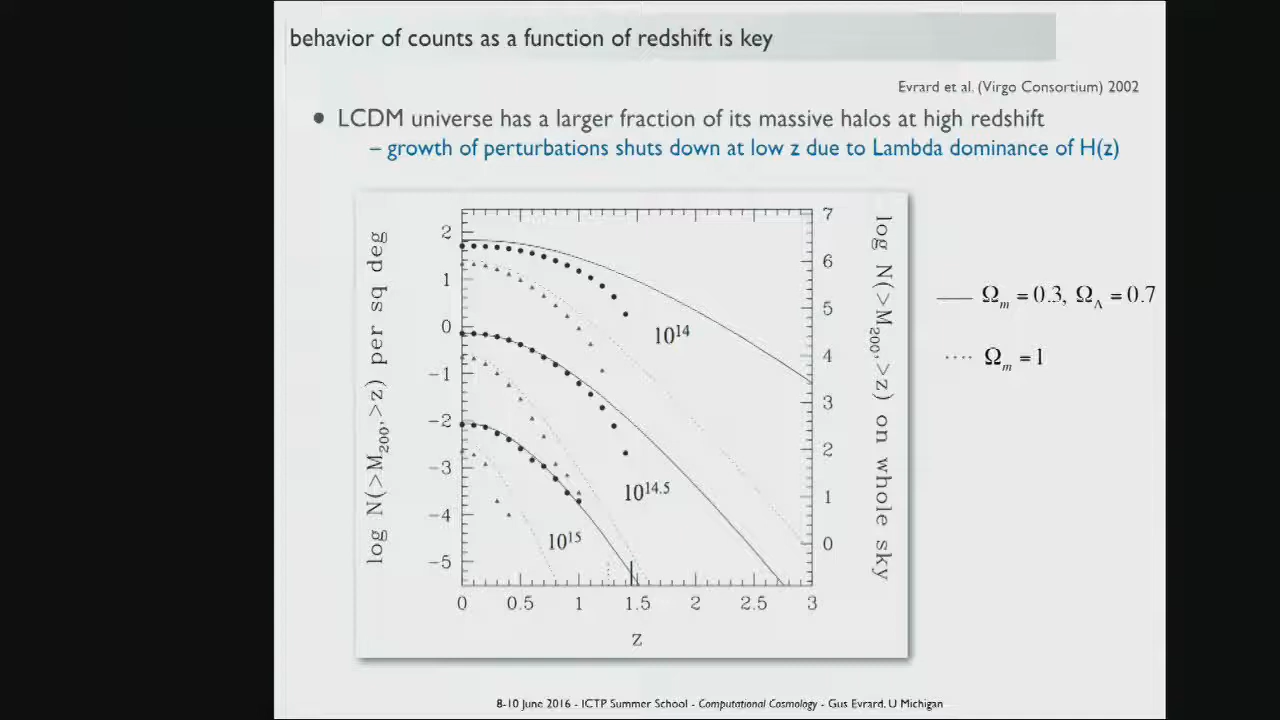 behavior of counts as a function of redshift is key
Evrard et al. (Virgo Consortium) 2002
• LCDM universe has a larger fraction of its massive halos at high redshift
– growth of perturbations shuts down at low z due to Lambda dominance of H(z)
log N(>M200,>z) per sq deg
2
1
0
−1
−2
−3
−4
−5
10^14
10^14.5
10^15
7
6
5
4
3
2
1
0
log N(>M200,>z) on whole sky
0 0.5 1 1.5 2 2.5 3
z
Ωm = 0.3, ΩΛ = 0.7
Ωm = 1
8-10 June 2016 - ICTP Summer School - Computational Cosmology - Gus Evrard, U Michigan